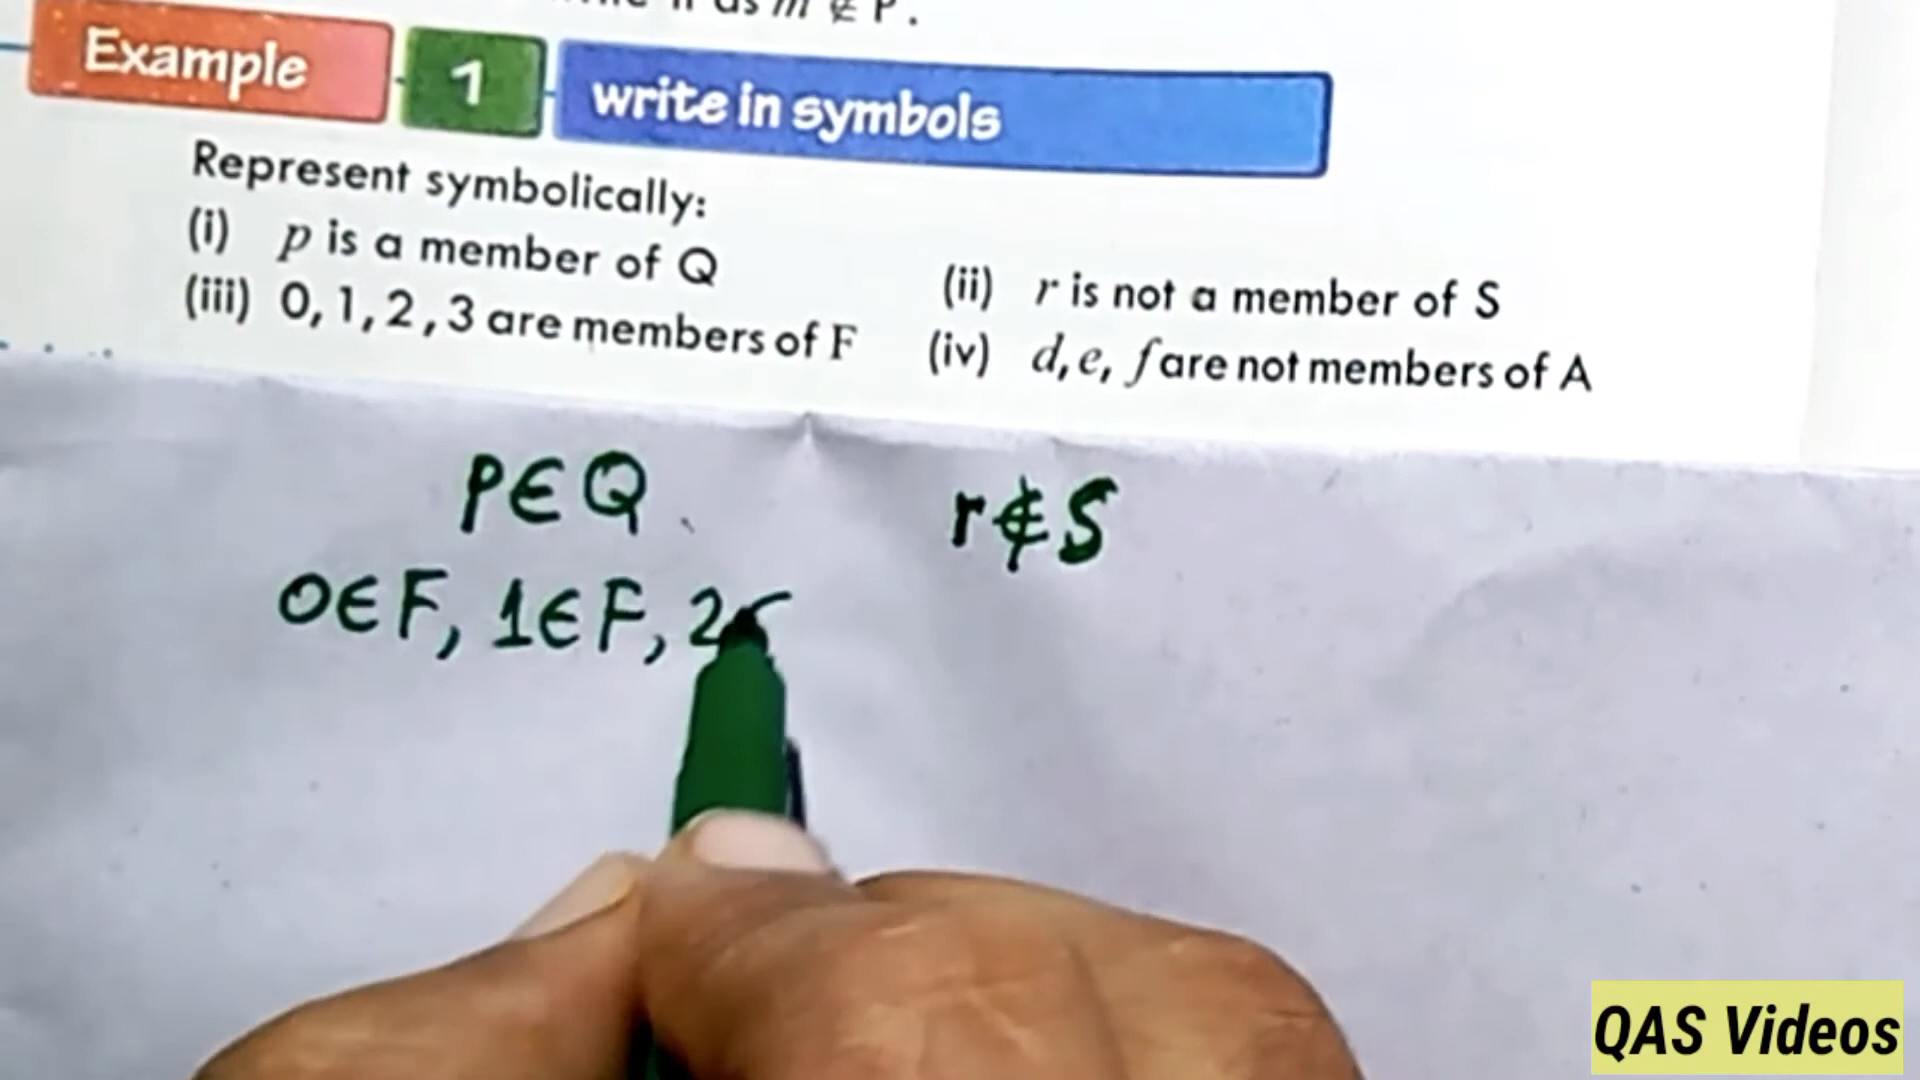 as m ∉ P.
Example 1 write in symbols
Represent symbolically:
(i) p is a member of Q
(ii) r is not a member of S
(iii) 0, 1, 2, 3 are members of F
(iv) d, e, f are not members of A
P∈Q
r∉S
0∈F, 1∈F, 2
QAS Videos